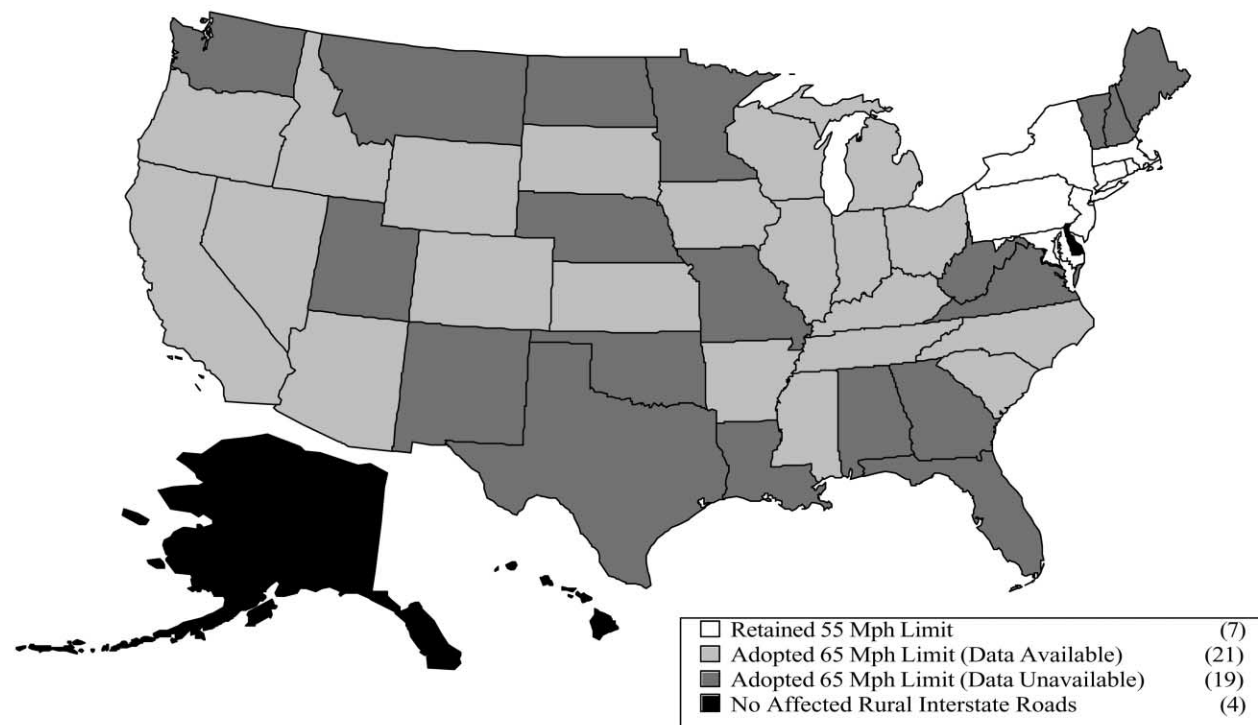 Retained 55 Mph Limit (7)
Adopted 65 Mph Limit (Data Available) (21)
Adopted 65 Mph Limit (Data Unavailable) (19)
No Affected Rural Interstate Roads (4)